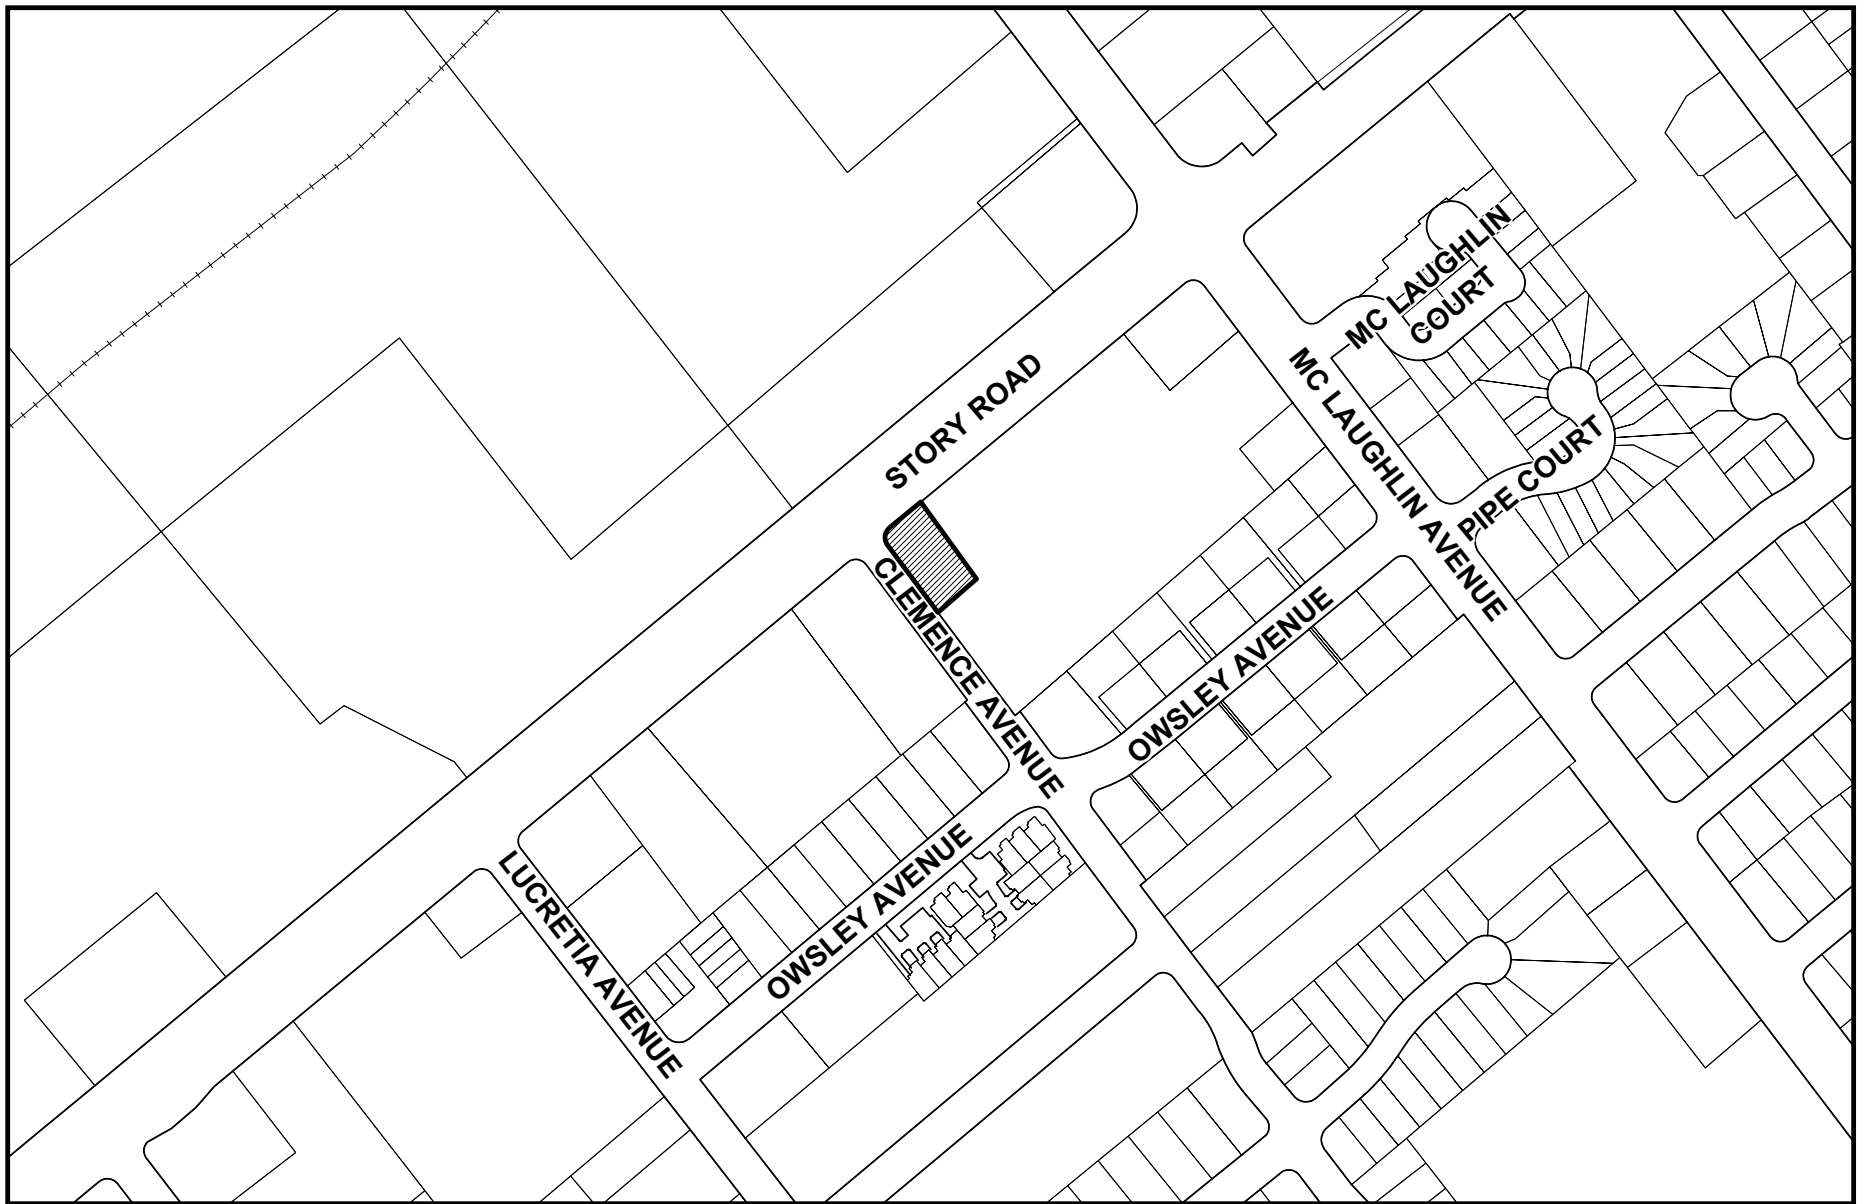 MC LAUGHLIN
COURT
STORY ROAD
MC LAUGHLIN AVENUE
PIPE COURT
CLEMENCE AVENUE
OWSLEY AVENUE
OWSLEY AVENUE
LUCRETIA AVENUE